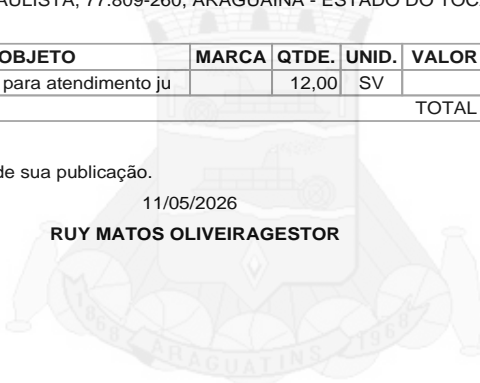 AULISTA, 77.809-260, ARAGUAINA - ESTADO DO TOC
OBJETO MARCA QTDE. UNID. VALOR
para atendimento ju 12,00 SV
TOTAL
de sua publicação.
11/05/2026
RUY MATOS OLIVEIRAGESTOR
1868 ARAGUATINS 1968